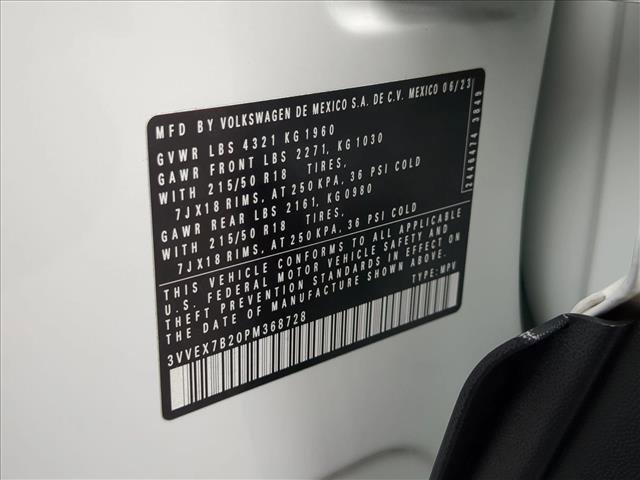 MFD BY VOLKSWAGEN DE MEXICO S.A. DE C.V. MEXICO 06/23
GVWR LBS 4321 KG 1960
GAWR FRONT LBS 2271, KG 1030
WITH 215/50 R18 TIRES,
7JX18 RIMS, AT 250 KPA, 36 PSI COLD
GAWR REAR LBS 2161, KG 0980
WITH 215/50 R18 TIRES,
7JX18 RIMS, AT 250 KPA, 36 PSI COLD
THIS VEHICLE CONFORMS TO ALL APPLICABLE
U.S. FEDERAL MOTOR VEHICLE SAFETY AND
THEFT PREVENTION STANDARDS IN EFFECT ON
THE DATE OF MANUFACTURE SHOWN ABOVE.
TYPE: MPV
3VVEX7B20PM368728
2446474 3849